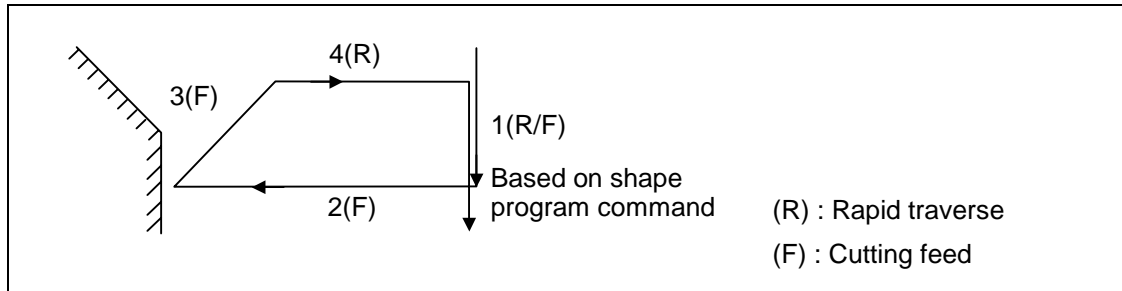 4(R)
3(F)
1(R/F)
Based on shape
program command
2(F)
(R) : Rapid traverse
(F) : Cutting feed